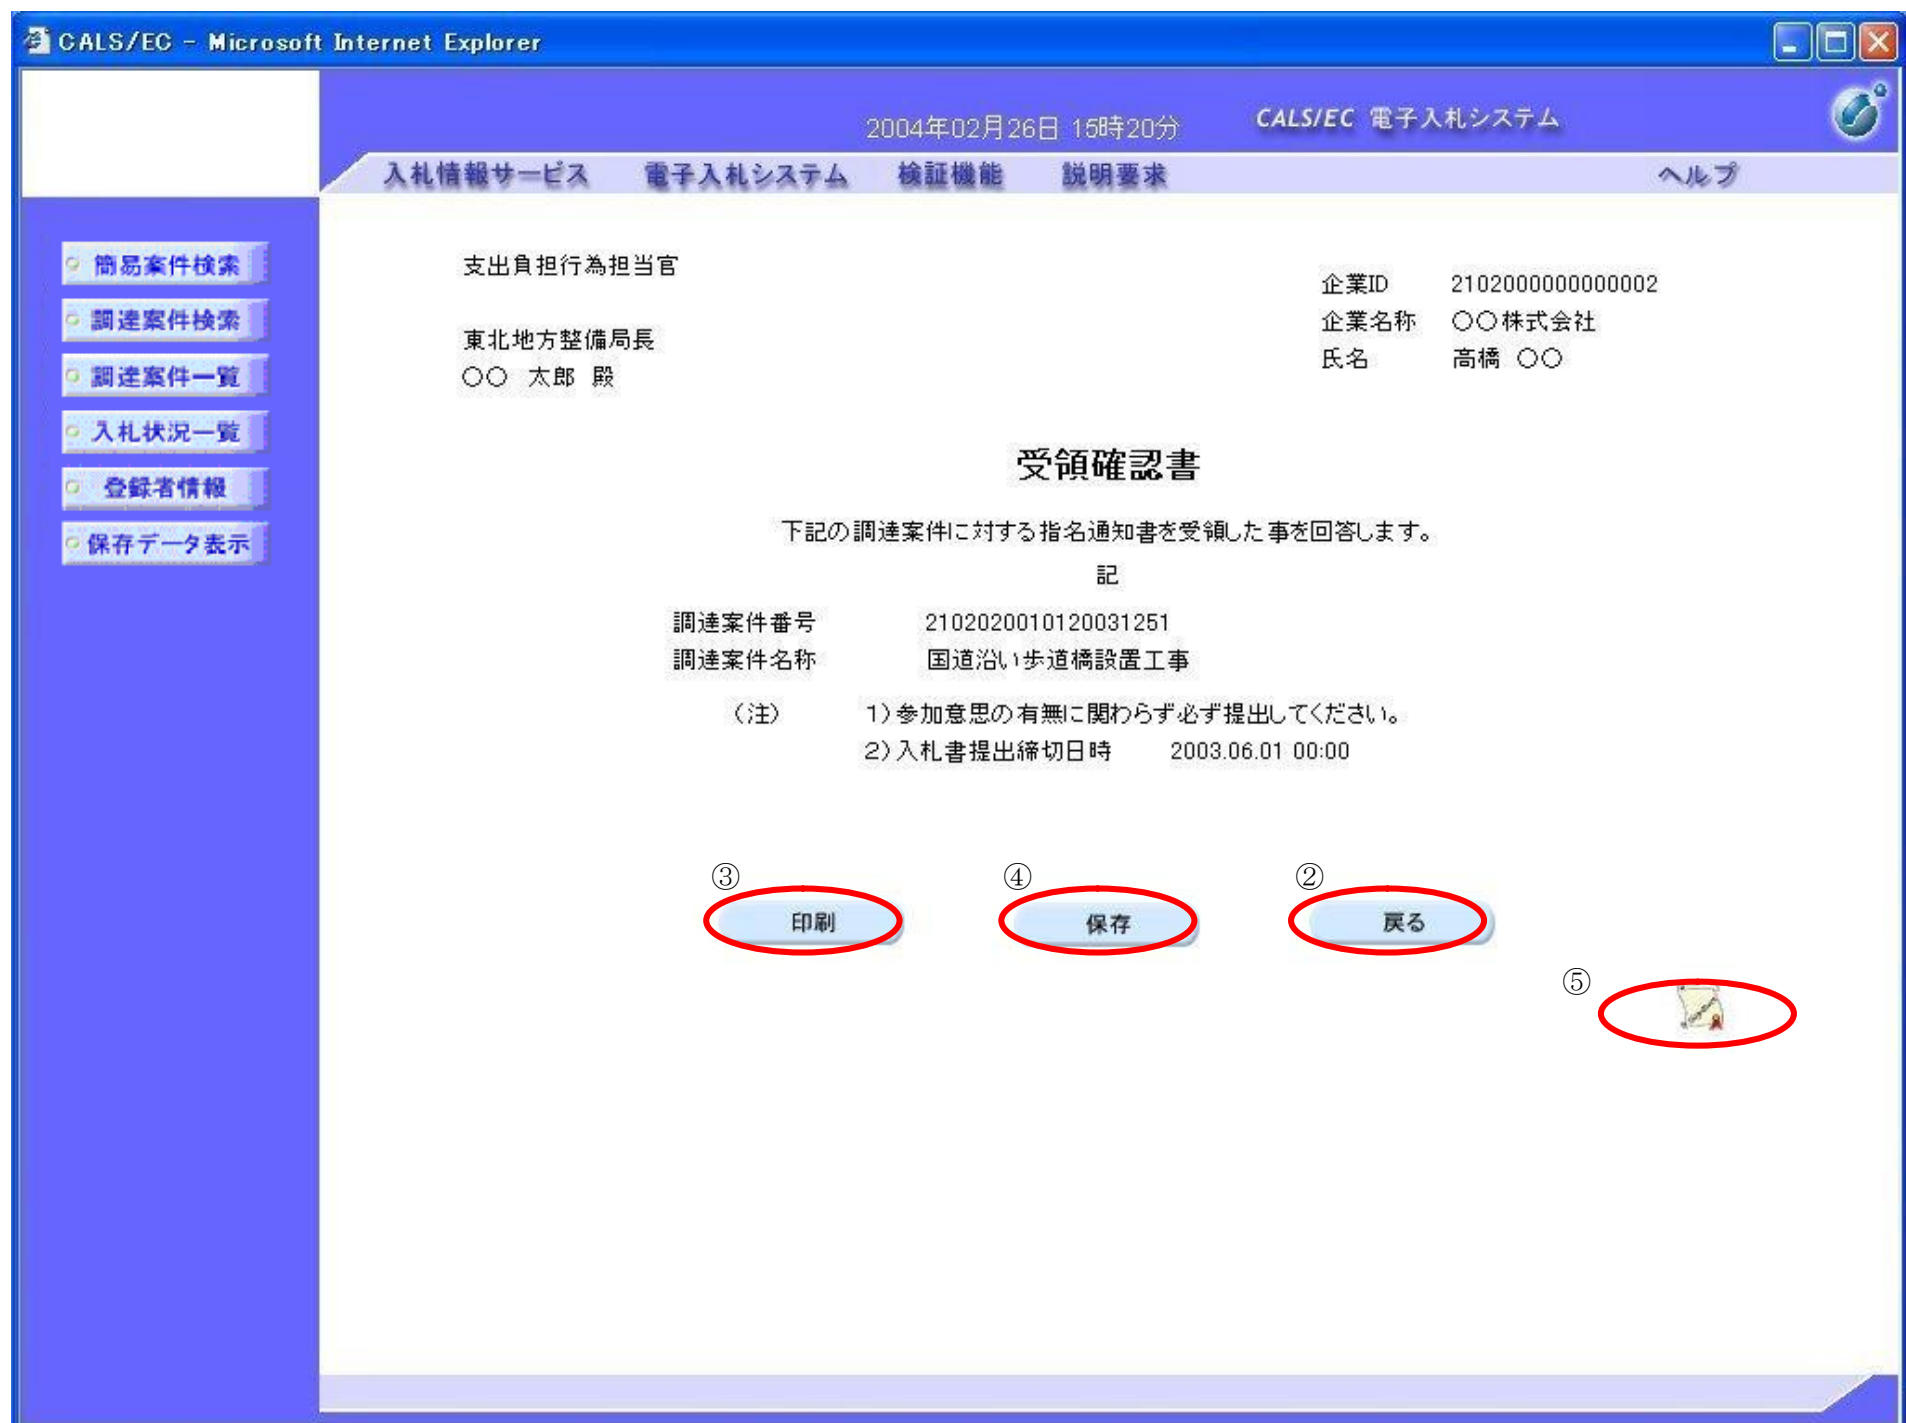 CALS/EC - Microsoft Internet Explorer
2004年02月26日 15時20分
CALS/EC 電子入札システム
入札情報サービス 電子入札システム 検証機能 説明要求 ヘルプ
簡易案件検索
調達案件検索
調達案件一覧
入札状況一覧
登録者情報
保存データ表示
支出負担行為担当官
東北地方整備局長
〇〇 太郎 殿
企業ID 2102000000000002
企業名称 〇〇株式会社
氏名 高橋 〇〇
受領確認書
下記の調達案件に対する指名通知書を受領した事を回答します。
記
調達案件番号 2102020010120031251
調達案件名称 国道沿い歩道橋設置工事
（注） 1）参加意思の有無に関わらず必ず提出してください。
2）入札書提出締切日時 2003.06.01 00:00
③ ④ ②
印刷 保存 戻る
⑤